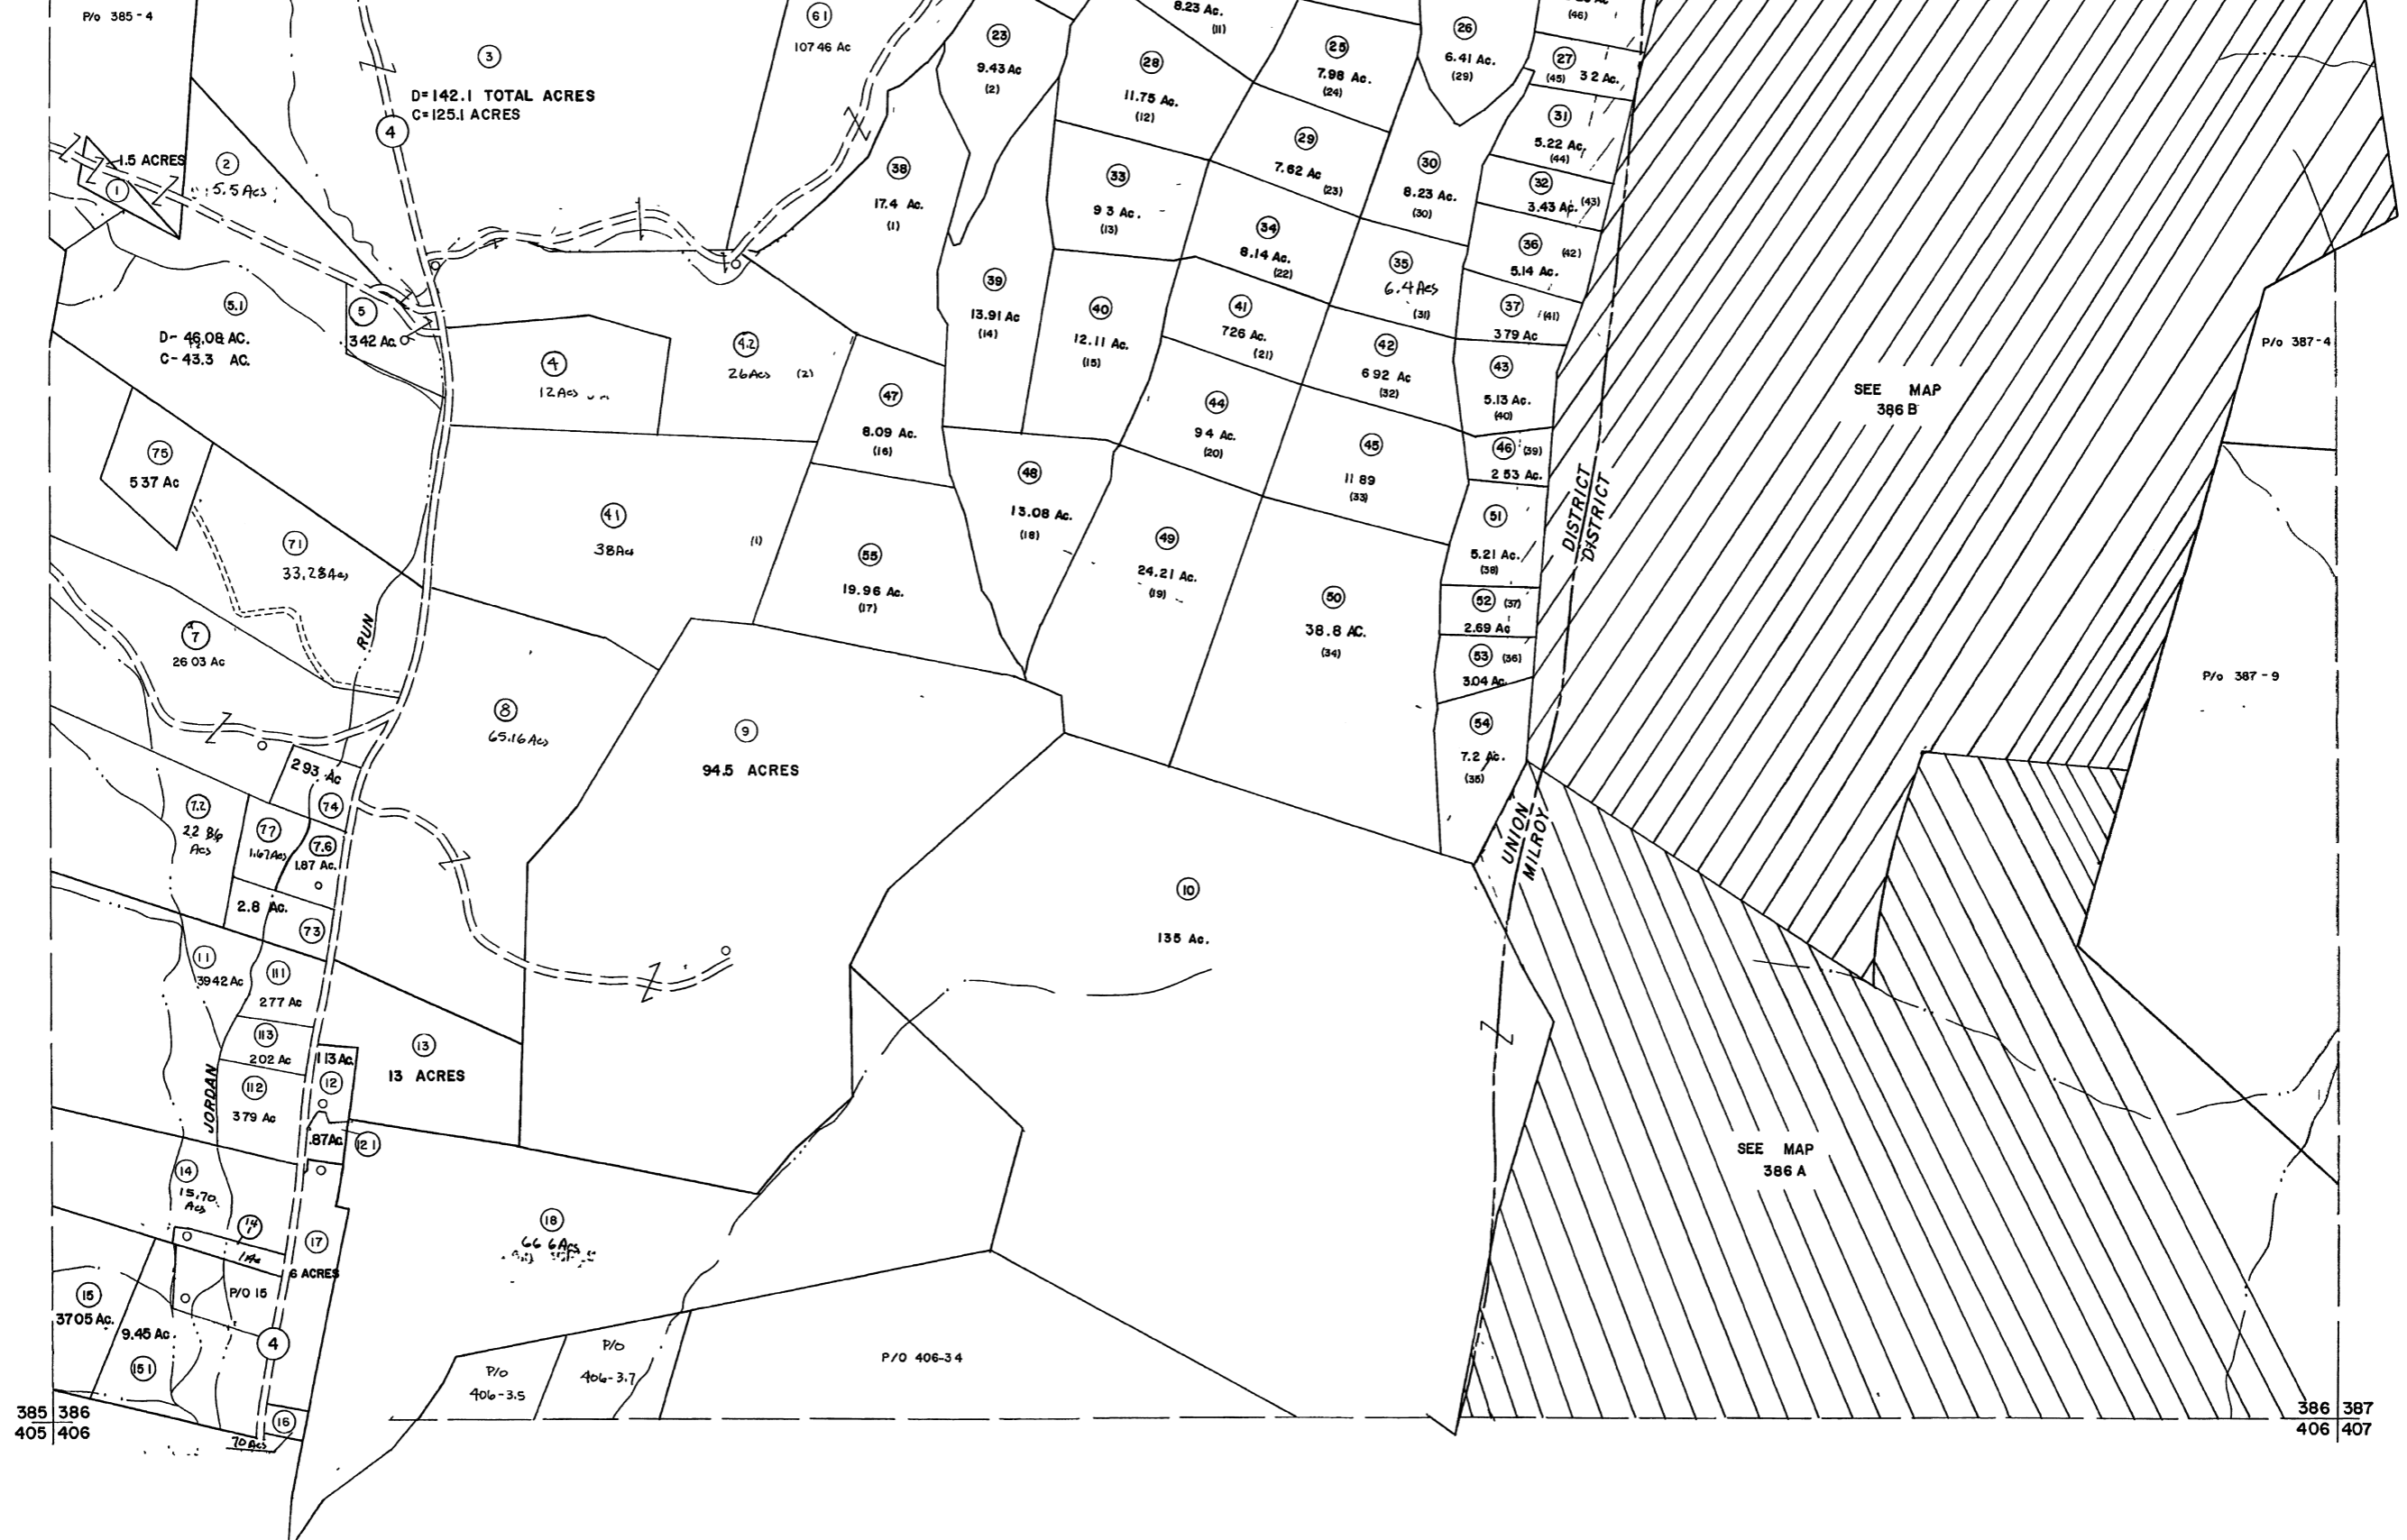 P/o 385-4
3
D=142.1 TOTAL ACRES
C=125.1 ACRES
4
1.5 ACRES
1
2
5.5 Acs
61
107 46 Ac
23
9.43 Ac
(2)
8.23 Ac.
(11)
28
11.75 Ac.
(12)
25
7.98 Ac.
(24)
26
6.41 Ac.
(29)
(46)
27
(45) 3 2 Ac.
31
5.22 Ac.
(44)
29
7.62 Ac
(23)
30
8.23 Ac.
(30)
32
3.43 Ac. (43)
38
17.4 Ac.
(1)
33
9 3 Ac.
(13)
34
8.14 Ac.
(22)
35
6.4 Acs
(31)
36 (42)
5.14 Ac.
37 (41)
3 79 Ac
39
13.91 Ac
(14)
40
12.11 Ac.
(15)
41
7 26 Ac.
(21)
42
6 92 Ac
(32)
43
5.13 Ac.
(40)
5.1
D- 46.08 AC.
C- 43.3 AC.
5
3 42 Ac.
4
12 Acs
4.2
26 Acs (2)
47
8.09 Ac.
(16)
44
9 4 Ac.
(20)
45
11 89
(33)
46 (39)
2 53 Ac.
75
5 37 Ac
71
33.28 Acs
41
38 Acs
(1)
48
13.08 Ac.
(18)
49
24.21 Ac.
(19)
51
5.21 Ac.
(38)
55
19.96 Ac.
(17)
50
38.8 AC.
(34)
52 (37)
2.69 Ac
53 (36)
3.04 Ac.
54
7.2 Ac.
(35)
DISTRICT
DISTRICT
SEE MAP
386 B
P/o 387-4
P/o 387-9
RUN
7
26 03 Ac
8
65.16 Acs
9
94.5 ACRES
2 93 Ac
74
7.2
22 86
Acs
77
1.67 Acs
7.6
1.87 Ac.
2.8 Ac.
73
UNION
MILROY
10
135 Ac.
11
39 42 Ac
111
2 77 Ac
113
2 02 Ac
1 13 Ac.
12
13
13 ACRES
JORDAN
112
3 79 Ac
.87 Ac.
12 1
SEE MAP
386 A
14
15.70
Acs
14
1
1 Ac
17
6 ACRES
18
66 6 Acs
15
37 05 Ac.
P/O 15
9.45 Ac.
15 1
4
P/o
406-3.5
P/o
406-3.7
P/O 406-3 4
16
.70 Acs
385 386
405 406
386 387
406 407